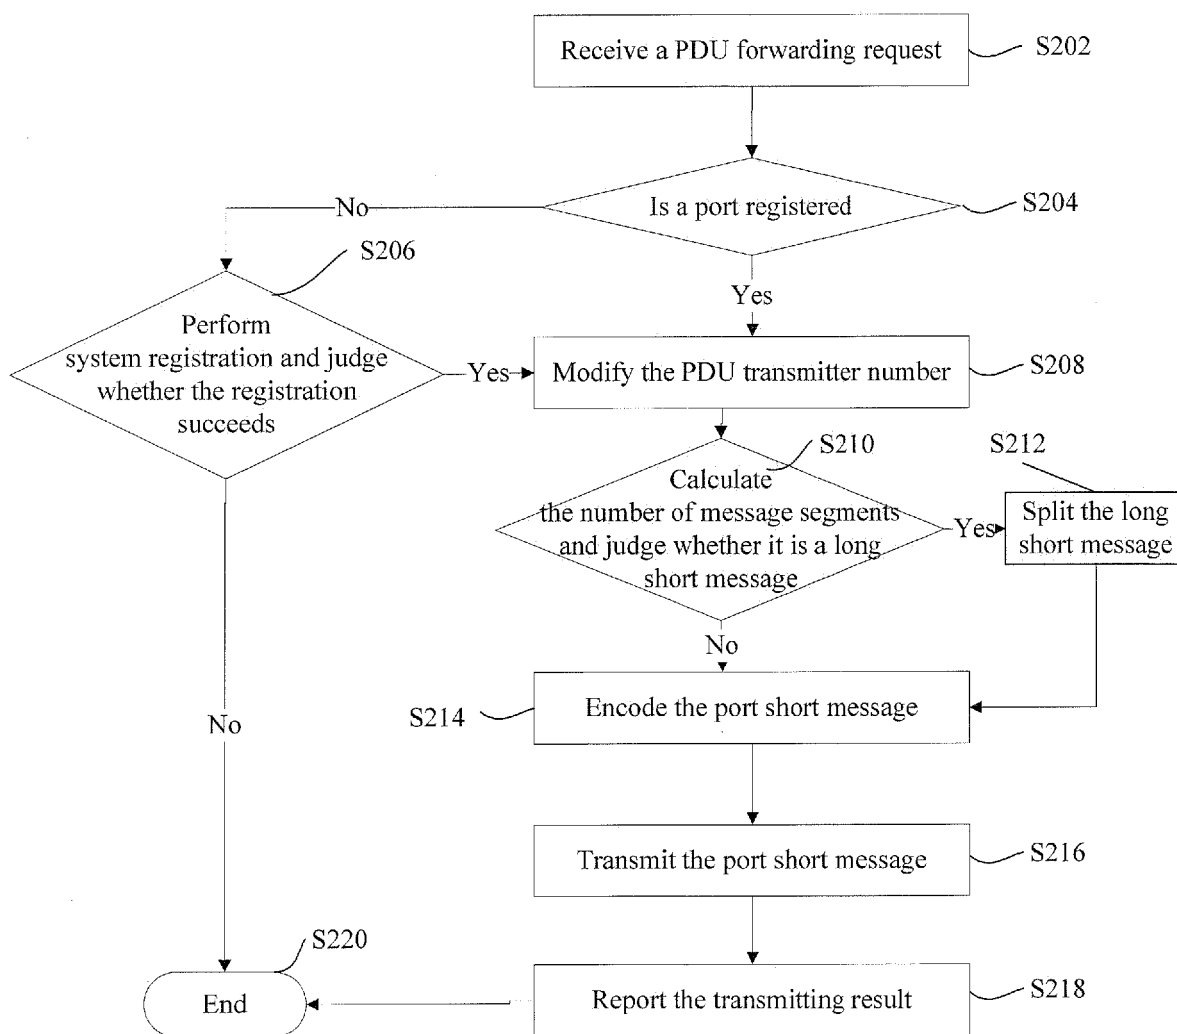 Receive a PDU forwarding request
S202
Is a port registered
S204
No
S206
Yes
Perform
system registration and judge
whether the registration
succeeds
Yes
Modify the PDU transmitter number
S208
S210
S212
Calculate
the number of message segments
and judge whether it is a long
short message
Yes
Split the long
short message
No
S214
Encode the port short message
No
Transmit the port short message
S216
S220
End
Report the transmitting result
S218